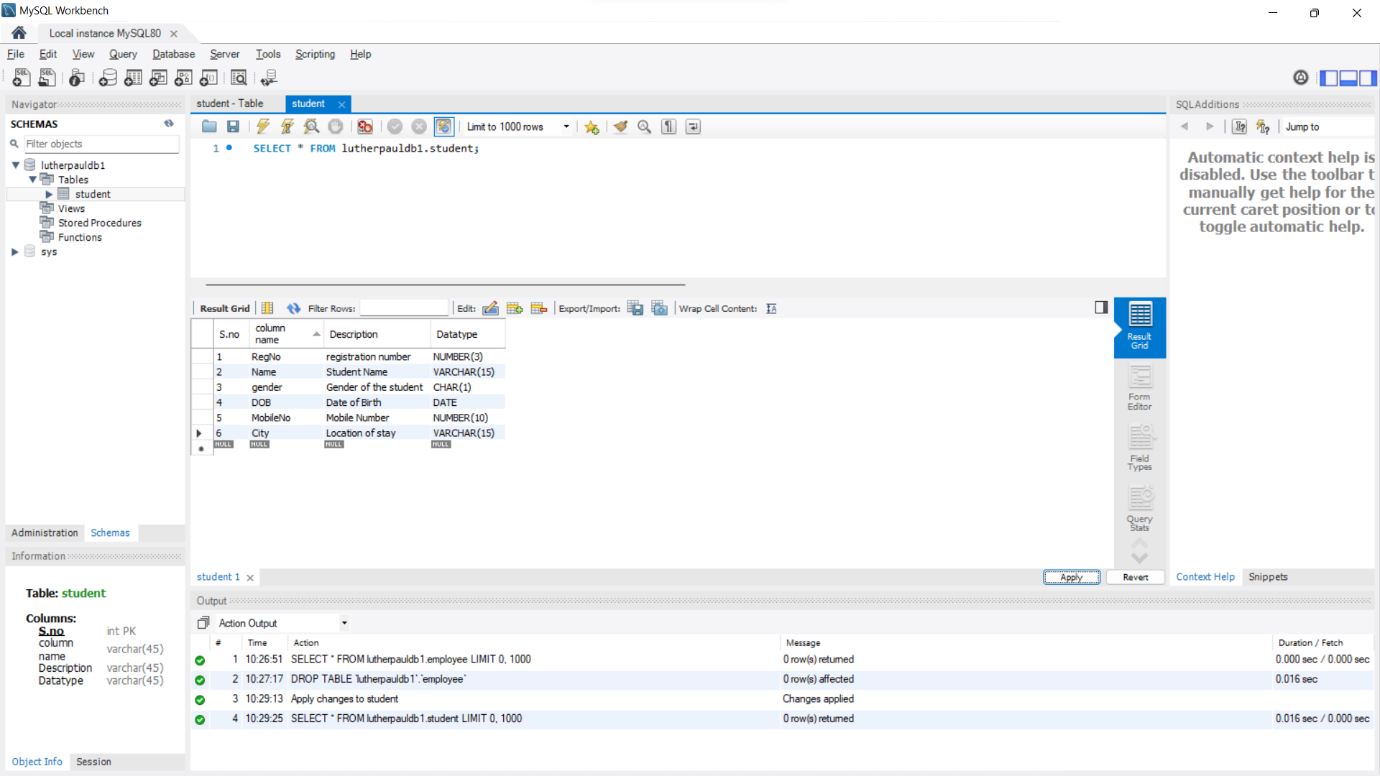 MySQL Workbench
Local instance MySQL80
File Edit View Query Database Server Tools Scripting Help
Navigator
SCHEMAS
Filter objects
lutherpauldb1
Tables
student
Views
Stored Procedures
Functions
sys
Administration Schemas
Information
Table: student
Columns:
S.no int PK
column
name varchar(45)
Description varchar(45)
Datatype varchar(45)
Object Info Session
student - Table student
Limit to 1000 rows
1 SELECT * FROM lutherpauldb1.student;
Result Grid Filter Rows: Edit: Export/Import: Wrap Cell Content:
S.no column name Description Datatype
1 RegNo registration number NUMBER(3)
2 Name Student Name VARCHAR(15)
3 gender Gender of the student CHAR(1)
4 DOB Date of Birth DATE
5 MobileNo Mobile Number NUMBER(10)
6 City Location of stay VARCHAR(15)
NULL NULL NULL NULL
Result
Grid
Form
Editor
Field
Types
Query
Stats
student 1 Apply Revert
Output
Action Output
# Time Action Message Duration / Fetch
1 10:26:51 SELECT * FROM lutherpauldb1.employee LIMIT 0, 1000 0 row(s) returned 0.000 sec / 0.000 sec
2 10:27:17 DROP TABLE `lutherpauldb1`.`employee` 0 row(s) affected 0.016 sec
3 10:29:13 Apply changes to student Changes applied
4 10:29:25 SELECT * FROM lutherpauldb1.student LIMIT 0, 1000 0 row(s) returned 0.016 sec / 0.000 sec
SQLAdditions
Jump to
Automatic context help is
disabled. Use the toolbar t
manually get help for the
current caret position or to
toggle automatic help.
Context Help Snippets